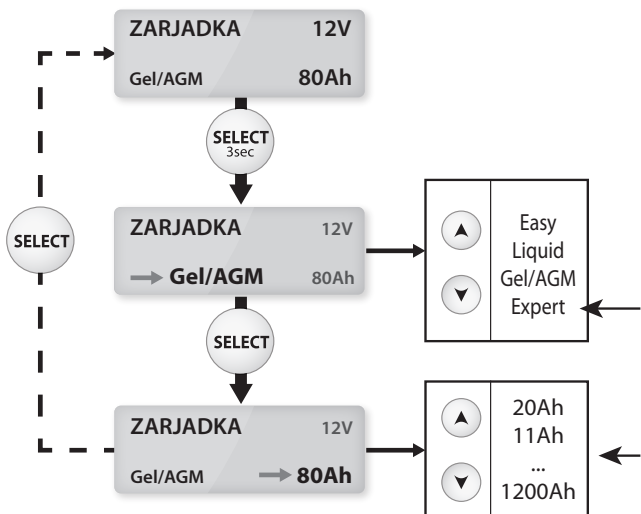 ZARJADKA 12V
Gel/AGM 80Ah
SELECT
3sec
SELECT
ZARJADKA 12V
Gel/AGM 80Ah
Easy
Liquid
Gel/AGM
Expert
SELECT
ZARJADKA 12V
Gel/AGM 80Ah
20Ah
11Ah
...
1200Ah